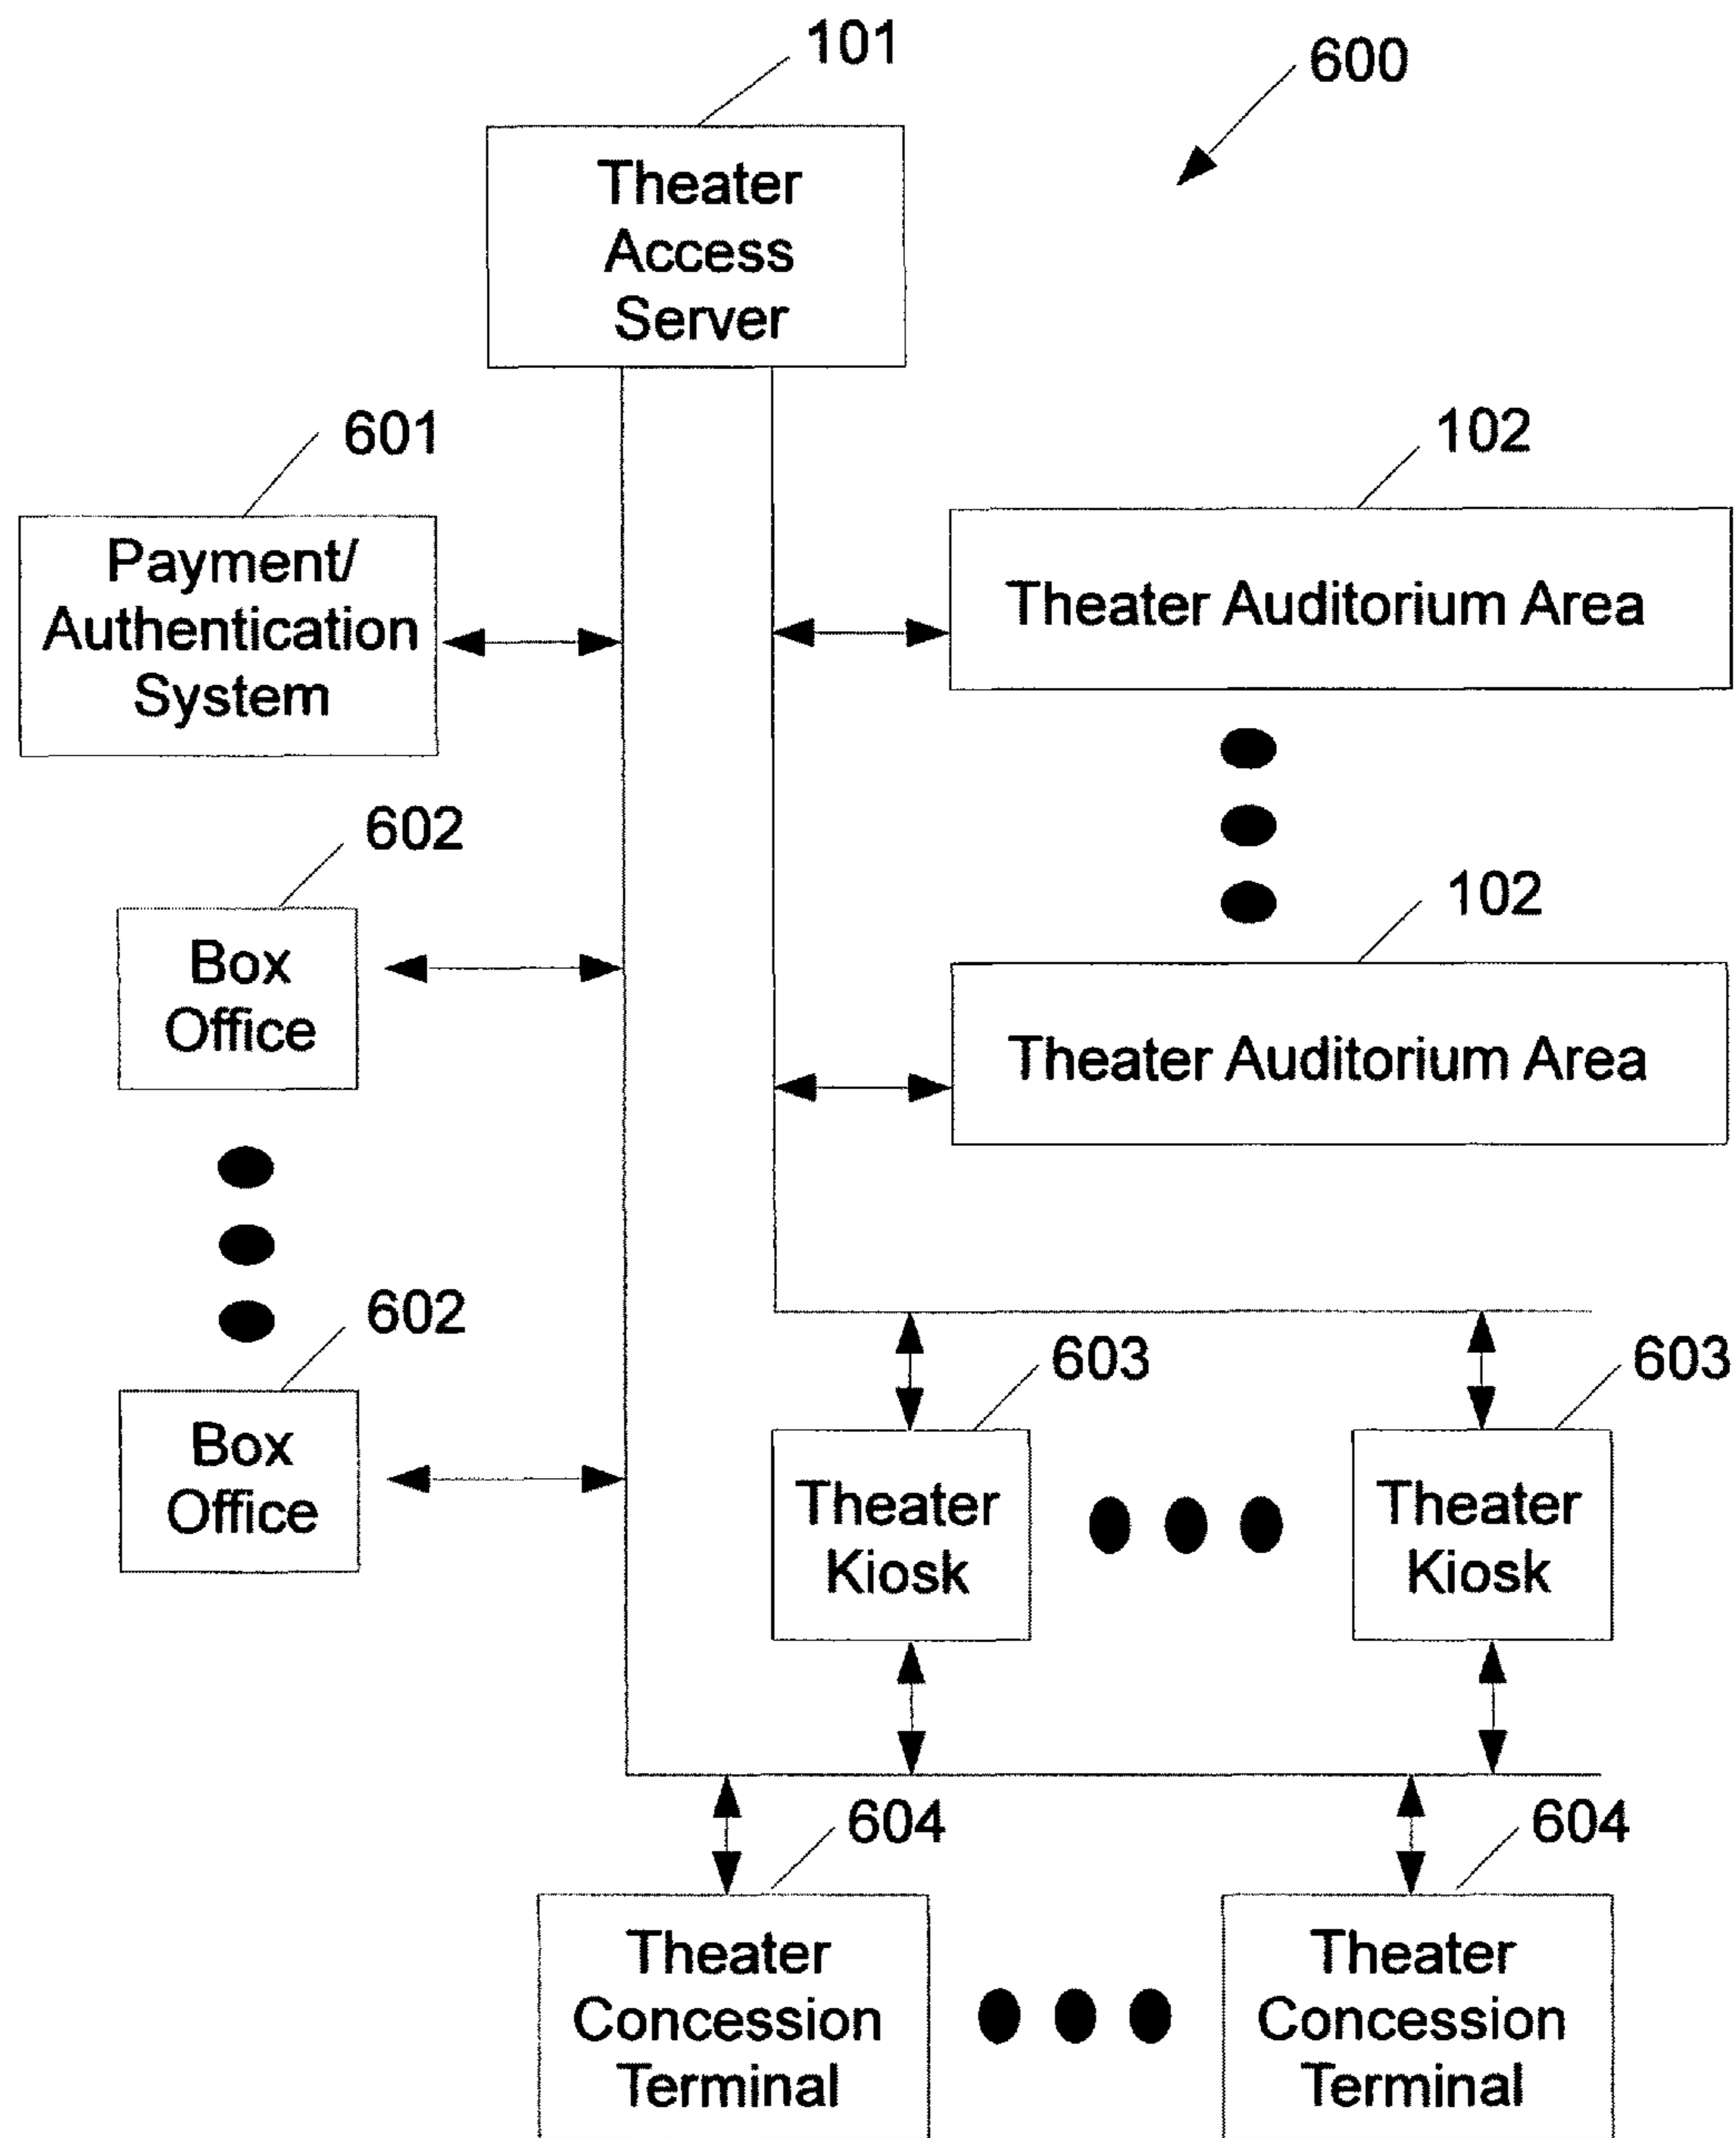 101
600
Theater
Access
Server
601
102
Payment/
Authentication
System
Theater Auditorium Area
602
102
Box
Office
Theater Auditorium Area
602
603
603
Box
Office
Theater
Kiosk
Theater
Kiosk
604
604
Theater
Concession
Terminal
Theater
Concession
Terminal